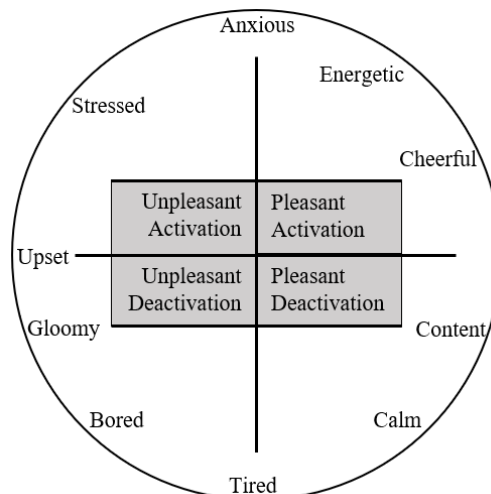 Anxious
Energetic
Stressed
Cheerful
Unpleasant
Activation
Pleasant
Activation
Upset
Unpleasant
Deactivation
Pleasant
Deactivation
Gloomy
Content
Bored
Calm
Tired